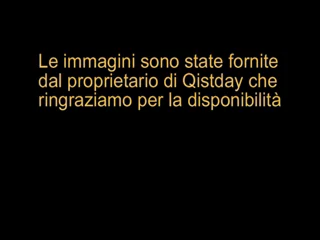 Le immagini sono state fornite
dal proprietario di Qistday che
ringraziamo per la disponibilità